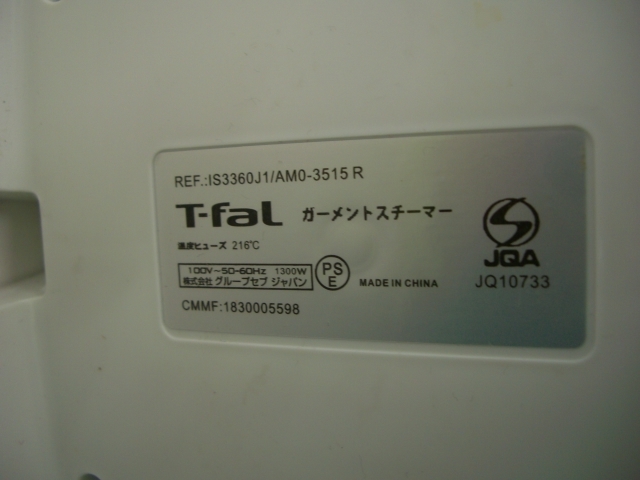 REF.:IS3360J1/AM0-3515 R
T-faL ガーメントスチーマー
温度ヒューズ 216℃
100V～50-60Hz 1300W
株式会社 グループセブ ジャパン
PS
E
MADE IN CHINA
CMMF:1830005598
S
JQA
JQ10733